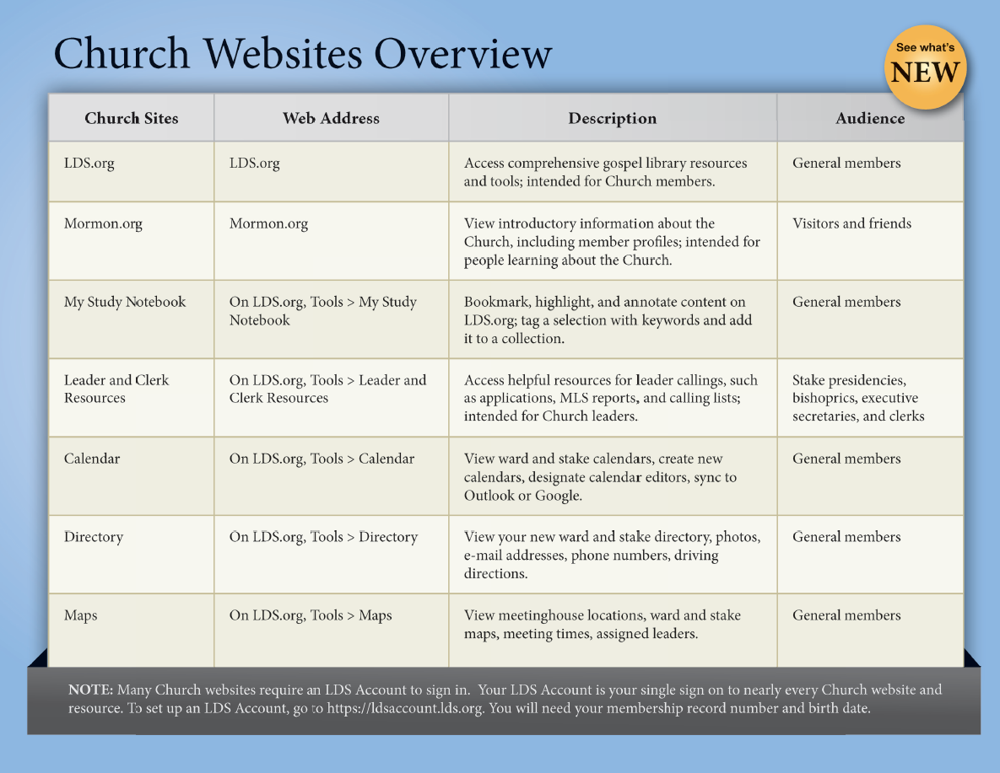 Church Websites Overview
See what's
NEW
Church Sites
Web Address
Description
Audience
LDS.org
LDS.org
Access comprehensive gospel library resources
and tools; intended for Church members.
General members
Mormon.org
Mormon.org
View introductory information about the
Church, including member profiles; intended for
people learning about the Church.
Visitors and friends
My Study Notebook
On LDS.org, Tools > My Study
Notebook
Bookmark, highlight, and annotate content on
LDS.org; tag a selection with keywords and add
it to a collection.
General members
Leader and Clerk
Resources
On LDS.org, Tools > Leader and
Clerk Resources
Access helpful resources for leader callings, such
as applications, MLS reports, and calling lists;
intended for Church leaders.
Stake presidencies,
bishoprics, executive
secretaries, and clerks
Calendar
On LDS.org, Tools > Calendar
View ward and stake calendars, create new
calendars, designate calendar editors, sync to
Outlook or Google.
General members
Directory
On LDS.org, Tools > Directory
View your new ward and stake directory, photos,
e-mail addresses, phone numbers, driving
directions.
General members
Maps
On LDS.org, Tools > Maps
View meetinghouse locations, ward and stake
maps, meeting times, assigned leaders.
General members
NOTE: Many Church websites require an LDS Account to sign in.  Your LDS Account is your single sign on to nearly every Church website and
resource. To set up an LDS Account, go to https://ldsaccount.lds.org. You will need your membership record number and birth date.